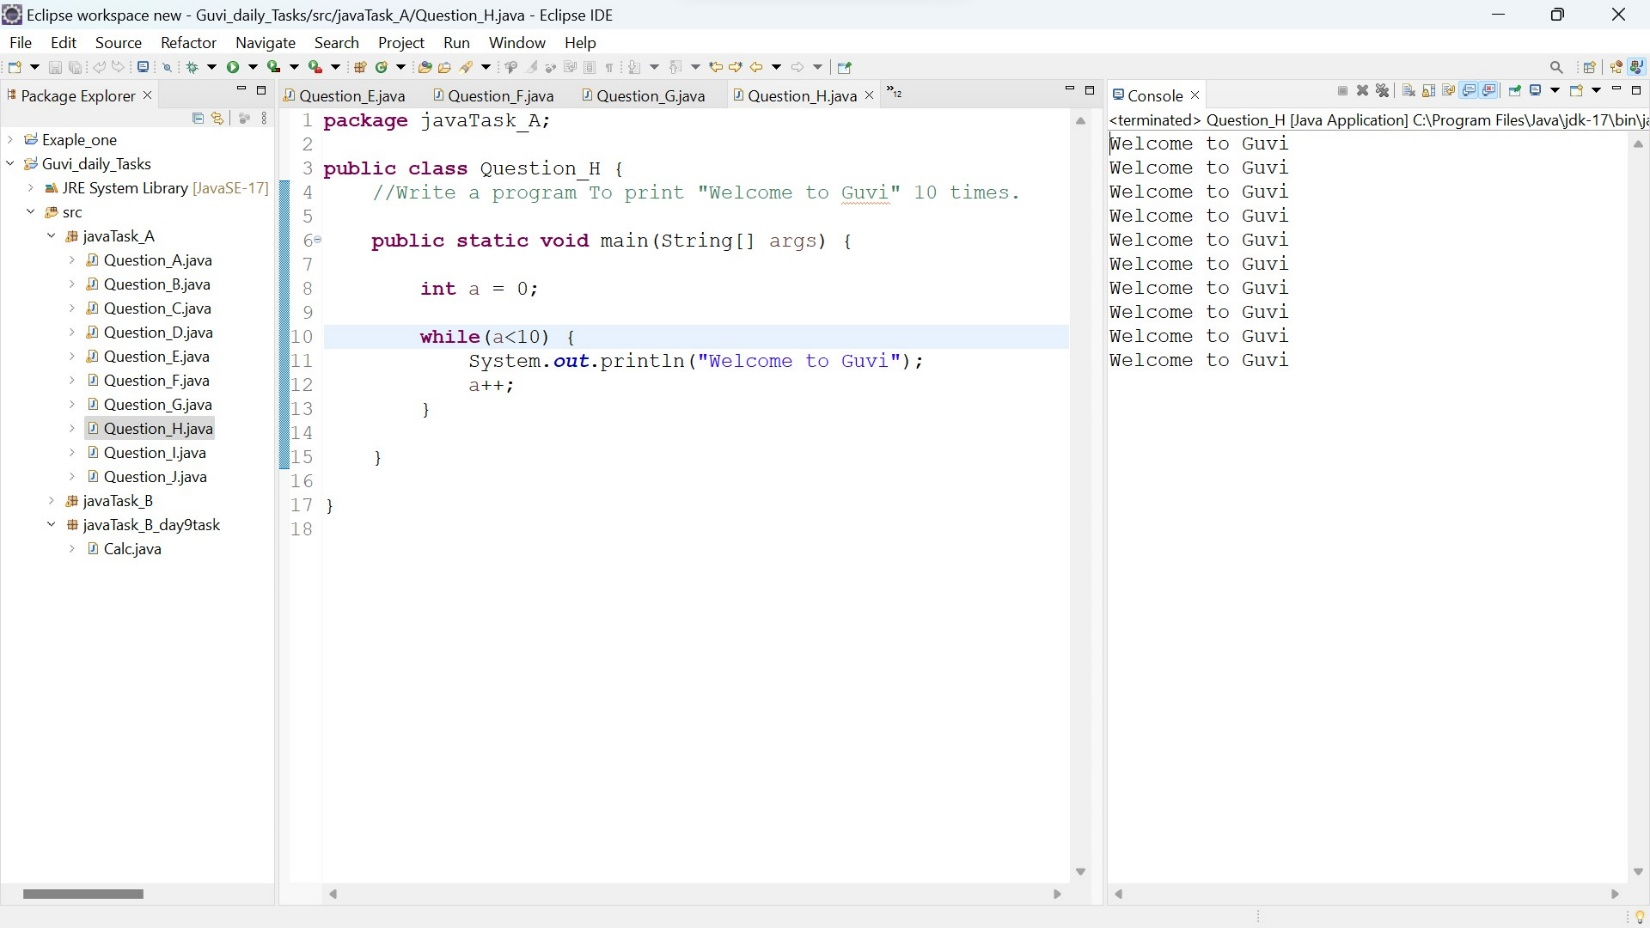 Eclipse workspace new - Guvi_daily_Tasks/src/javaTask_A/Question_H.java - Eclipse IDE
File Edit Source Refactor Navigate Search Project Run Window Help
Package Explorer
Exaple_one
Guvi_daily_Tasks
JRE System Library [JavaSE-17]
src
javaTask_A
Question_A.java
Question_B.java
Question_C.java
Question_D.java
Question_E.java
Question_F.java
Question_G.java
Question_H.java
Question_I.java
Question_J.java
javaTask_B
javaTask_B_day9task
Calc.java
Question_E.java Question_F.java Question_G.java Question_H.java »12
1 package javaTask_A;
2
3 public class Question_H {
4 //Write a program To print "Welcome to Guvi" 10 times.
5
6 public static void main(String[] args) {
7
8 int a = 0;
9
10 while(a<10) {
11 System.out.println("Welcome to Guvi");
12 a++;
13 }
14
15 }
16
17 }
18
Console
<terminated> Question_H [Java Application] C:\Program Files\Java\jdk-17\bin\
Welcome to Guvi
Welcome to Guvi
Welcome to Guvi
Welcome to Guvi
Welcome to Guvi
Welcome to Guvi
Welcome to Guvi
Welcome to Guvi
Welcome to Guvi
Welcome to Guvi